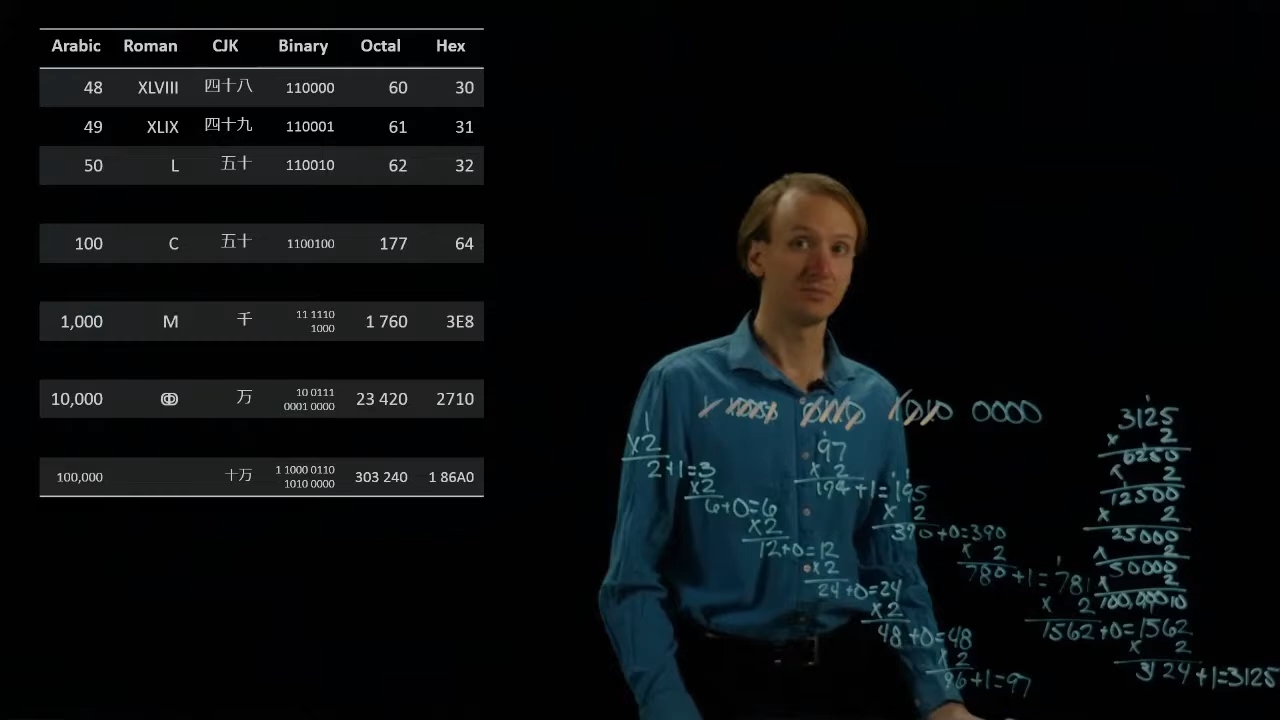 Arabic Roman CJK Binary Octal Hex
48 XLVIII 四十八 110000 60 30
49 XLIX 四十九 110001 61 31
50 L 五十 110010 62 32
100 C 五十 1100100 177 64
1,000 M 千 11 1110 1000 1 760 3E8
10,000 ↂ 万 10 0111 0001 0000 23 420 2710
100,000 十万 1 1000 0110 1010 0000 303 240 1 86A0
0000
1
x2
2+1=3
x2
6+0=6
x2
12+0=12
x2
24+0=24
x2
48+0=48
x2
96+1=97
97
x 2
194+1=195
x 2
390+0=390
x 2
780+1=781
x 2
1562+0=1562
x 2
3124+1=3125
3125
x 2
6250
x 2
12500
x 2
25000
x 2
50000
x 2